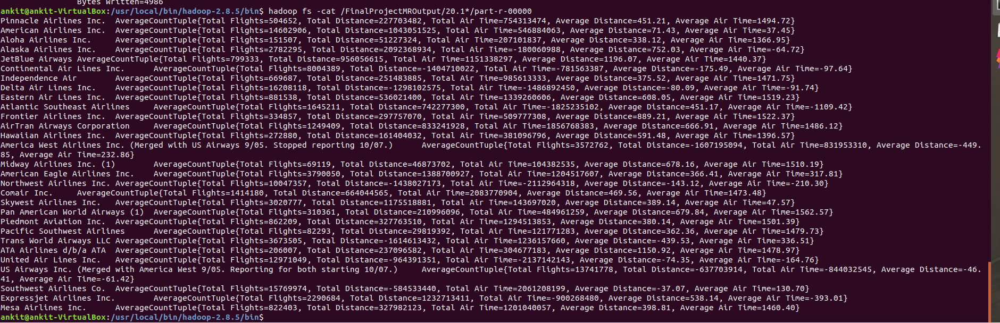 Bytes Written=4986
ankit@ankit-VirtualBox:/usr/local/bin/hadoop-2.8.5/bin$ hadoop fs -cat /FinalProjectMROutput/20.1*/part-r-00000
Pinnacle Airlines Inc.  AverageCountTuple{Total Flights=504652, Total Distance=227703482, Total Air Time=754313474, Average Distance=451.21, Average Air Time=1494.72}
American Airlines Inc.  AverageCountTuple{Total Flights=14602906, Total Distance=1043051525, Total Air Time=546884063, Average Distance=71.43, Average Air Time=37.45}
Aloha Airlines Inc.     AverageCountTuple{Total Flights=151507, Total Distance=51227324, Total Air Time=207101837, Average Distance=338.12, Average Air Time=1366.95}
Alaska Airlines Inc.    AverageCountTuple{Total Flights=2782295, Total Distance=2092368934, Total Air Time=-180060988, Average Distance=752.03, Average Air Time=-64.72}
JetBlue Airways AverageCountTuple{Total Flights=799333, Total Distance=956056615, Total Air Time=1151338297, Average Distance=1196.07, Average Air Time=1440.37}
Continental Air Lines Inc.      AverageCountTuple{Total Flights=8004389, Total Distance=-1404710022, Total Air Time=-781563387, Average Distance=-175.49, Average Air Time=-97.64}
Independence Air        AverageCountTuple{Total Flights=669687, Total Distance=251483885, Total Air Time=985613333, Average Distance=375.52, Average Air Time=1471.75}
Delta Air Lines Inc.    AverageCountTuple{Total Flights=16208118, Total Distance=-1298102575, Total Air Time=-1486892450, Average Distance=-80.09, Average Air Time=-91.74}
Eastern Air Lines Inc.  AverageCountTuple{Total Flights=881538, Total Distance=536021400, Total Air Time=1339260606, Average Distance=608.05, Average Air Time=1519.23}
Atlantic Southeast Airlines     AverageCountTuple{Total Flights=1645211, Total Distance=742277300, Total Air Time=-1825235102, Average Distance=451.17, Average Air Time=-1109.42}
Frontier Airlines Inc.  AverageCountTuple{Total Flights=334857, Total Distance=297757070, Total Air Time=509777308, Average Distance=889.21, Average Air Time=1522.37}
AirTran Airways Corporation     AverageCountTuple{Total Flights=1249409, Total Distance=833241928, Total Air Time=1856768383, Average Distance=666.91, Average Air Time=1486.12}
Hawaiian Airlines Inc.  AverageCountTuple{Total Flights=272880, Total Distance=161404032, Total Air Time=381096796, Average Distance=591.48, Average Air Time=1396.57}
America West Airlines Inc. (Merged with US Airways 9/05. Stopped reporting 10/07.)      AverageCountTuple{Total Flights=3572762, Total Distance=-1607195094, Total Air Time=831953310, Average Distance=-449.
85, Average Air Time=232.86}
Midway Airlines Inc. (1)        AverageCountTuple{Total Flights=69119, Total Distance=46873702, Total Air Time=104382535, Average Distance=678.16, Average Air Time=1510.19}
American Eagle Airlines Inc.    AverageCountTuple{Total Flights=3790050, Total Distance=1388700927, Total Air Time=1204517607, Average Distance=366.41, Average Air Time=317.81}
Northwest Airlines Inc. AverageCountTuple{Total Flights=10047357, Total Distance=-1438027173, Total Air Time=-2112964318, Average Distance=-143.12, Average Air Time=-210.30}
Comair Inc.     AverageCountTuple{Total Flights=1414180, Total Distance=664044565, Total Air Time=2083770904, Average Distance=469.56, Average Air Time=1473.48}
Skywest Airlines Inc.   AverageCountTuple{Total Flights=3020777, Total Distance=1175518881, Total Air Time=143697020, Average Distance=389.14, Average Air Time=47.57}
Pan American World Airways (1)  AverageCountTuple{Total Flights=310361, Total Distance=210996096, Total Air Time=484961259, Average Distance=679.84, Average Air Time=1562.57}
Piedmont Aviation Inc.  AverageCountTuple{Total Flights=862209, Total Distance=327763510, Total Air Time=1294513853, Average Distance=380.14, Average Air Time=1501.39}
Pacific Southwest Airlines      AverageCountTuple{Total Flights=82293, Total Distance=29819392, Total Air Time=121771283, Average Distance=362.36, Average Air Time=1479.73}
Trans World Airways LLC AverageCountTuple{Total Flights=3673505, Total Distance=-1614613432, Total Air Time=1236157660, Average Distance=-439.53, Average Air Time=336.51}
ATA Airlines d/b/a ATA  AverageCountTuple{Total Flights=206007, Total Distance=237096582, Total Air Time=304677183, Average Distance=1150.92, Average Air Time=1478.97}
United Air Lines Inc.   AverageCountTuple{Total Flights=12971049, Total Distance=-964391351, Total Air Time=-2137142143, Average Distance=-74.35, Average Air Time=-164.76}
US Airways Inc. (Merged with America West 9/05. Reporting for both starting 10/07.)     AverageCountTuple{Total Flights=13741778, Total Distance=-637703914, Total Air Time=-844032545, Average Distance=-46.
41, Average Air Time=-61.42}
Southwest Airlines Co.  AverageCountTuple{Total Flights=15769974, Total Distance=-584533440, Total Air Time=2061208199, Average Distance=-37.07, Average Air Time=130.70}
Expressjet Airlines Inc.        AverageCountTuple{Total Flights=2290684, Total Distance=1232713411, Total Air Time=-900268480, Average Distance=538.14, Average Air Time=-393.01}
Mesa Airlines Inc.      AverageCountTuple{Total Flights=822403, Total Distance=327982123, Total Air Time=1201040057, Average Distance=398.81, Average Air Time=1460.40}
ankit@ankit-VirtualBox:/usr/local/bin/hadoop-2.8.5/bin$